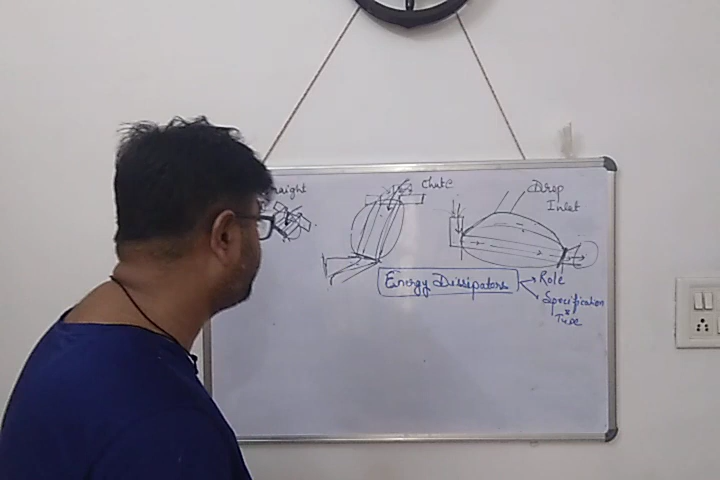 raight
Chute
Drop
Inlet
Energy Dissipators
Role
Specification
&
Type